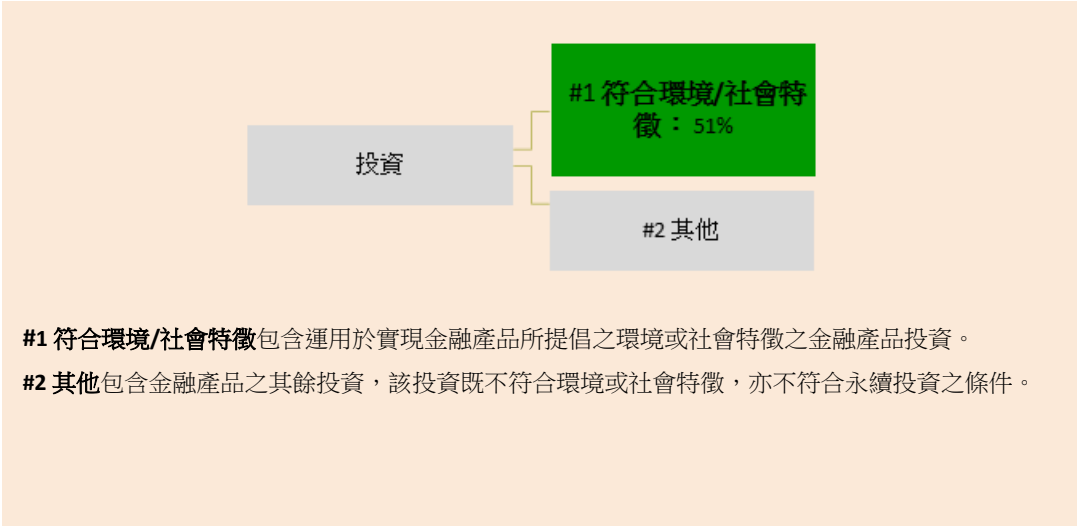 #1 符合環境/社會特
徵：51%
投資
#2 其他
#1 符合環境/社會特徵包含運用於實現金融產品所提倡之環境或社會特徵之金融產品投資。
#2 其他包含金融產品之其餘投資，該投資既不符合環境或社會特徵，亦不符合永續投資之條件。